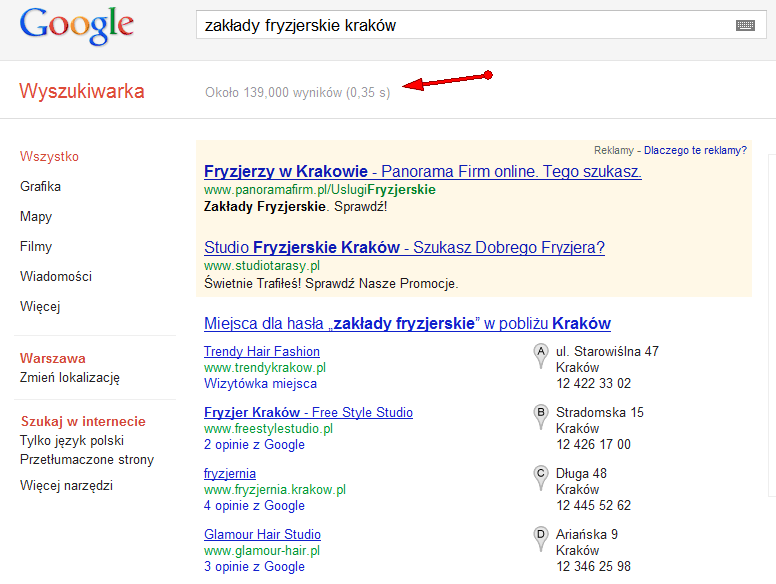 Google
zakłady fryzjerskie kraków
Wyszukiwarka
Około 139,000 wyników (0,35 s)
Wszystko
Grafika
Mapy
Filmy
Wiadomości
Więcej
Warszawa
Zmień lokalizację
Szukaj w internecie
Tylko język polski
Przetłumaczone strony
Więcej narzędzi
Reklamy - Dlaczego te reklamy?
Fryzjerzy w Krakowie - Panorama Firm online. Tego szukasz.
www.panoramafirm.pl/UslugiFryzjerskie
Zakłady Fryzjerskie. Sprawdź!
Studio Fryzjerskie Kraków - Szukasz Dobrego Fryzjera?
www.studiotarasy.pl
Świetnie Trafiłeś! Sprawdź Nasze Promocje.
Miejsca dla hasła „zakłady fryzjerskie” w pobliżu Kraków
Trendy Hair Fashion
www.trendykrakow.pl
Wizytówka miejsca
A
ul. Starowiślna 47
Kraków
12 422 33 02
Fryzjer Kraków - Free Style Studio
www.freestylestudio.pl
2 opinie z Google
B
Stradomska 15
Kraków
12 426 17 00
fryzjernia
www.fryzjernia.krakow.pl
4 opinie z Google
C
Długa 48
Kraków
12 445 52 62
Glamour Hair Studio
www.glamour-hair.pl
3 opinie z Google
D
Ariańska 9
Kraków
12 346 25 98